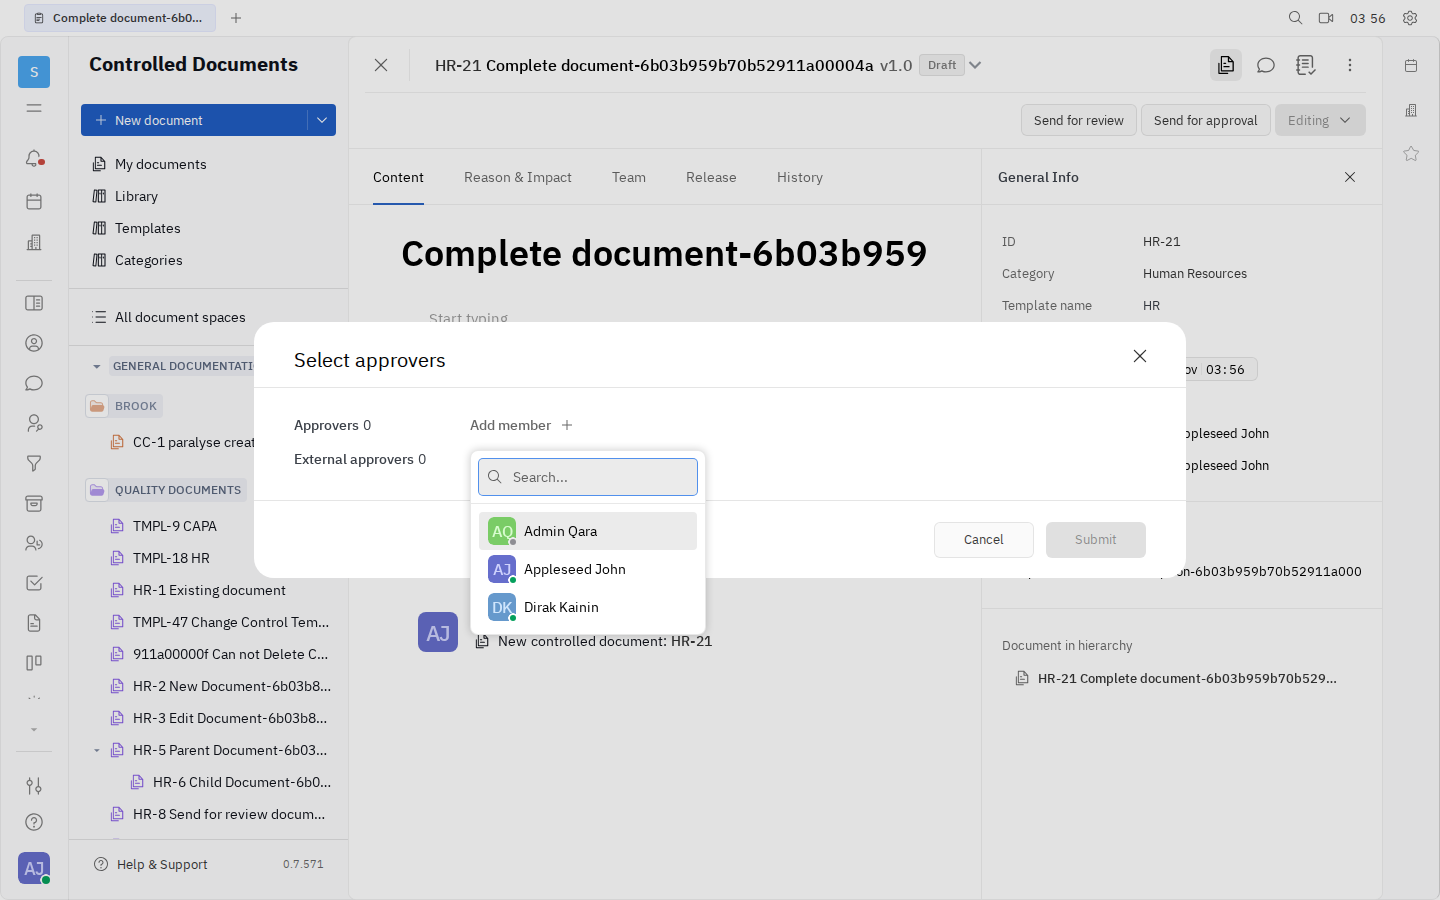 Complete document-6b0...
03 56
S
Controlled Documents
New document
My documents
Library
Templates
Categories
All document spaces
GENERAL DOCUMENTATI
BROOK
CC-1 paralyse creat
QUALITY DOCUMENTS
TMPL-9 CAPA
TMPL-18 HR
HR-1 Existing document
TMPL-47 Change Control Tem...
911a00000f Can not Delete C...
HR-2 New Document-6b03b8...
HR-3 Edit Document-6b03b8...
HR-5 Parent Document-6b03...
HR-6 Child Document-6b0...
HR-8 Send for review docum...
Help & Support
0.7.571
AJ
HR-21 Complete document-6b03b959b70b52911a00004a v1.0 Draft
Send for review
Send for approval
Editing
Content
Reason & Impact
Team
Release
History
Complete document-6b03b959
Start typing
AJ
New controlled document: HR-21
General Info
ID HR-21
Category Human Resources
Template name HR
ov 03:56
ppleseed John
ppleseed John
on-6b03b959b70b52911a000
Document in hierarchy
HR-21 Complete document-6b03b959b70b529...
Select approvers
Approvers 0
Add member
External approvers 0
Search...
AQ Admin Qara
AJ Appleseed John
DK Dirak Kainin
Cancel
Submit